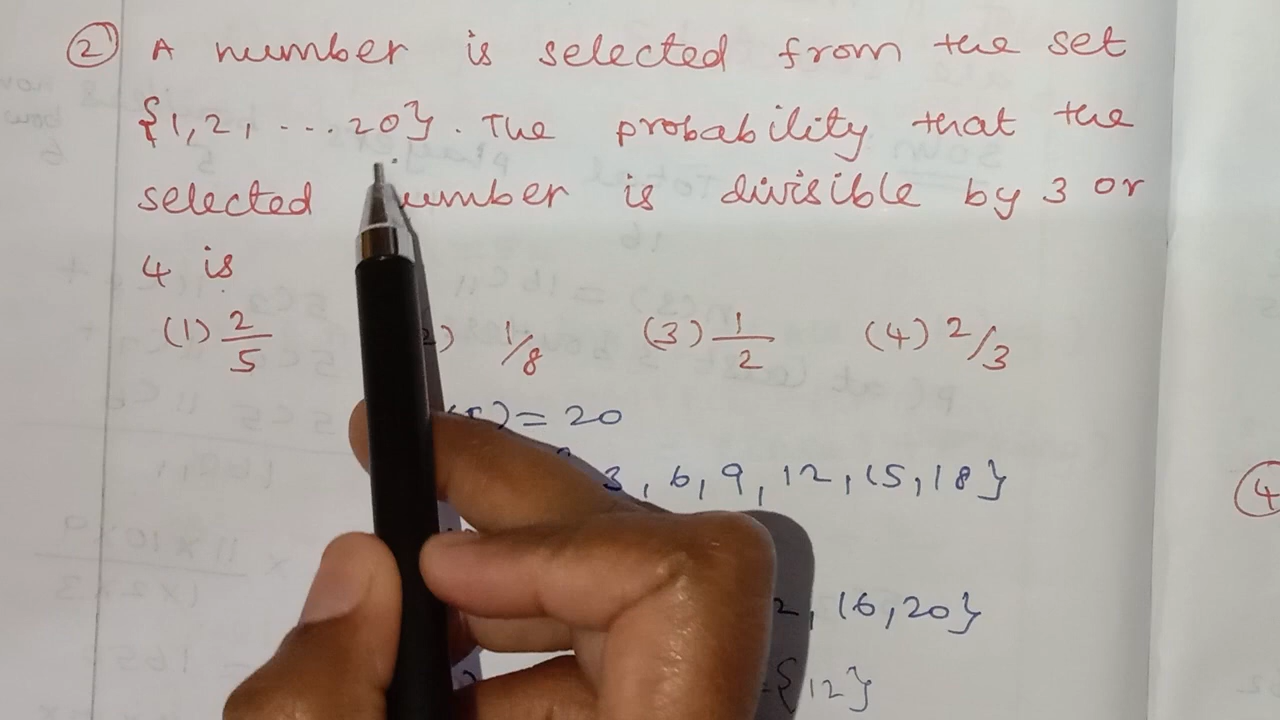 ② A number is selected from the set
{1, 2, ... 20}. The probability that the
selected number is divisible by 3 or
4 is
(1) 2/5 (2) 1/8 (3) 1/2 (4) 2/3
= 20
3, 6, 9, 12, 15, 18}
16, 20}
= {12}
④